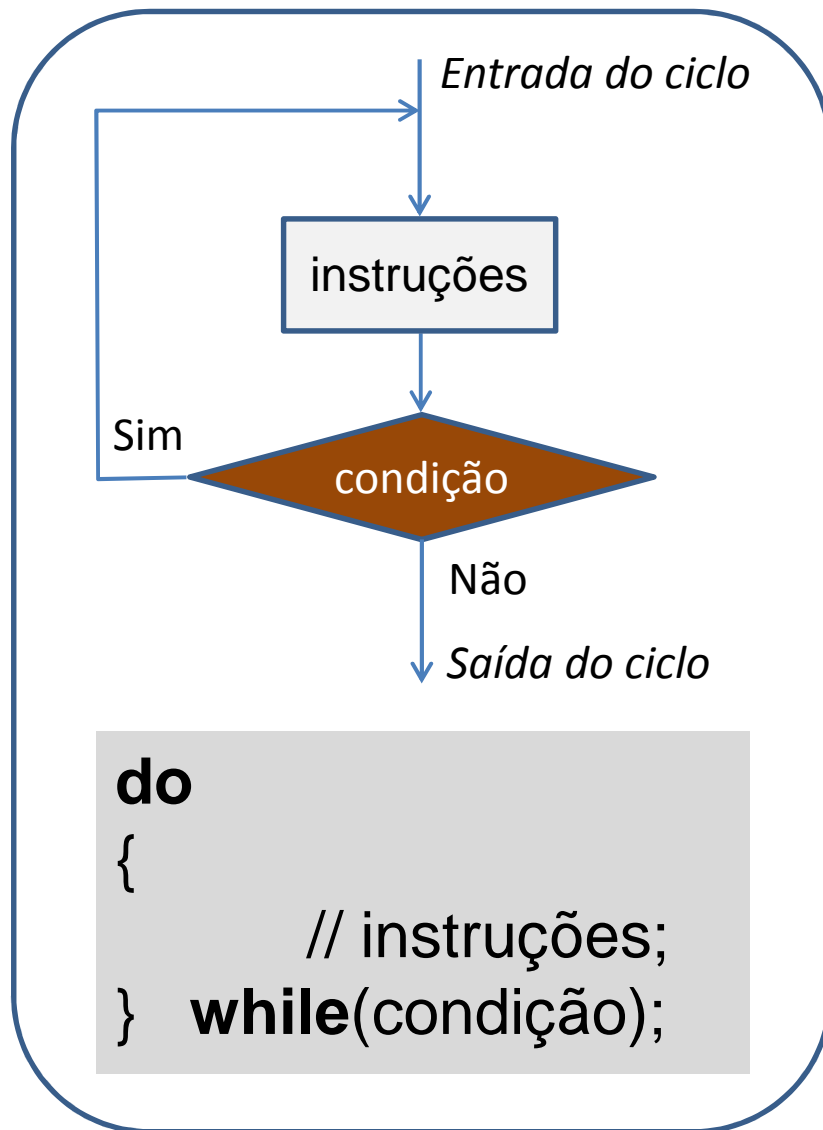 Entrada do ciclo
instruções
Sim
condição
Não
Saída do ciclo
do
{
// instruções;
} while(condição);